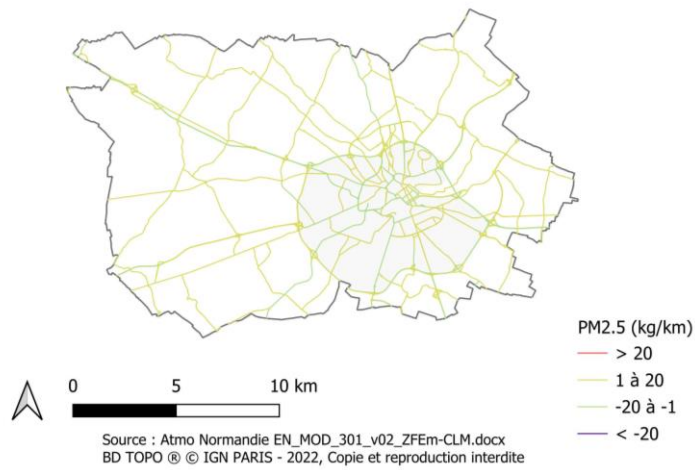 PM2.5 (kg/km)
> 20
1 à 20
-20 à -1
< -20
0 5 10 km
Source : Atmo Normandie EN_MOD_301_v02_ZFEm-CLM.docx
BD TOPO ® © IGN PARIS - 2022, Copie et reproduction interdite